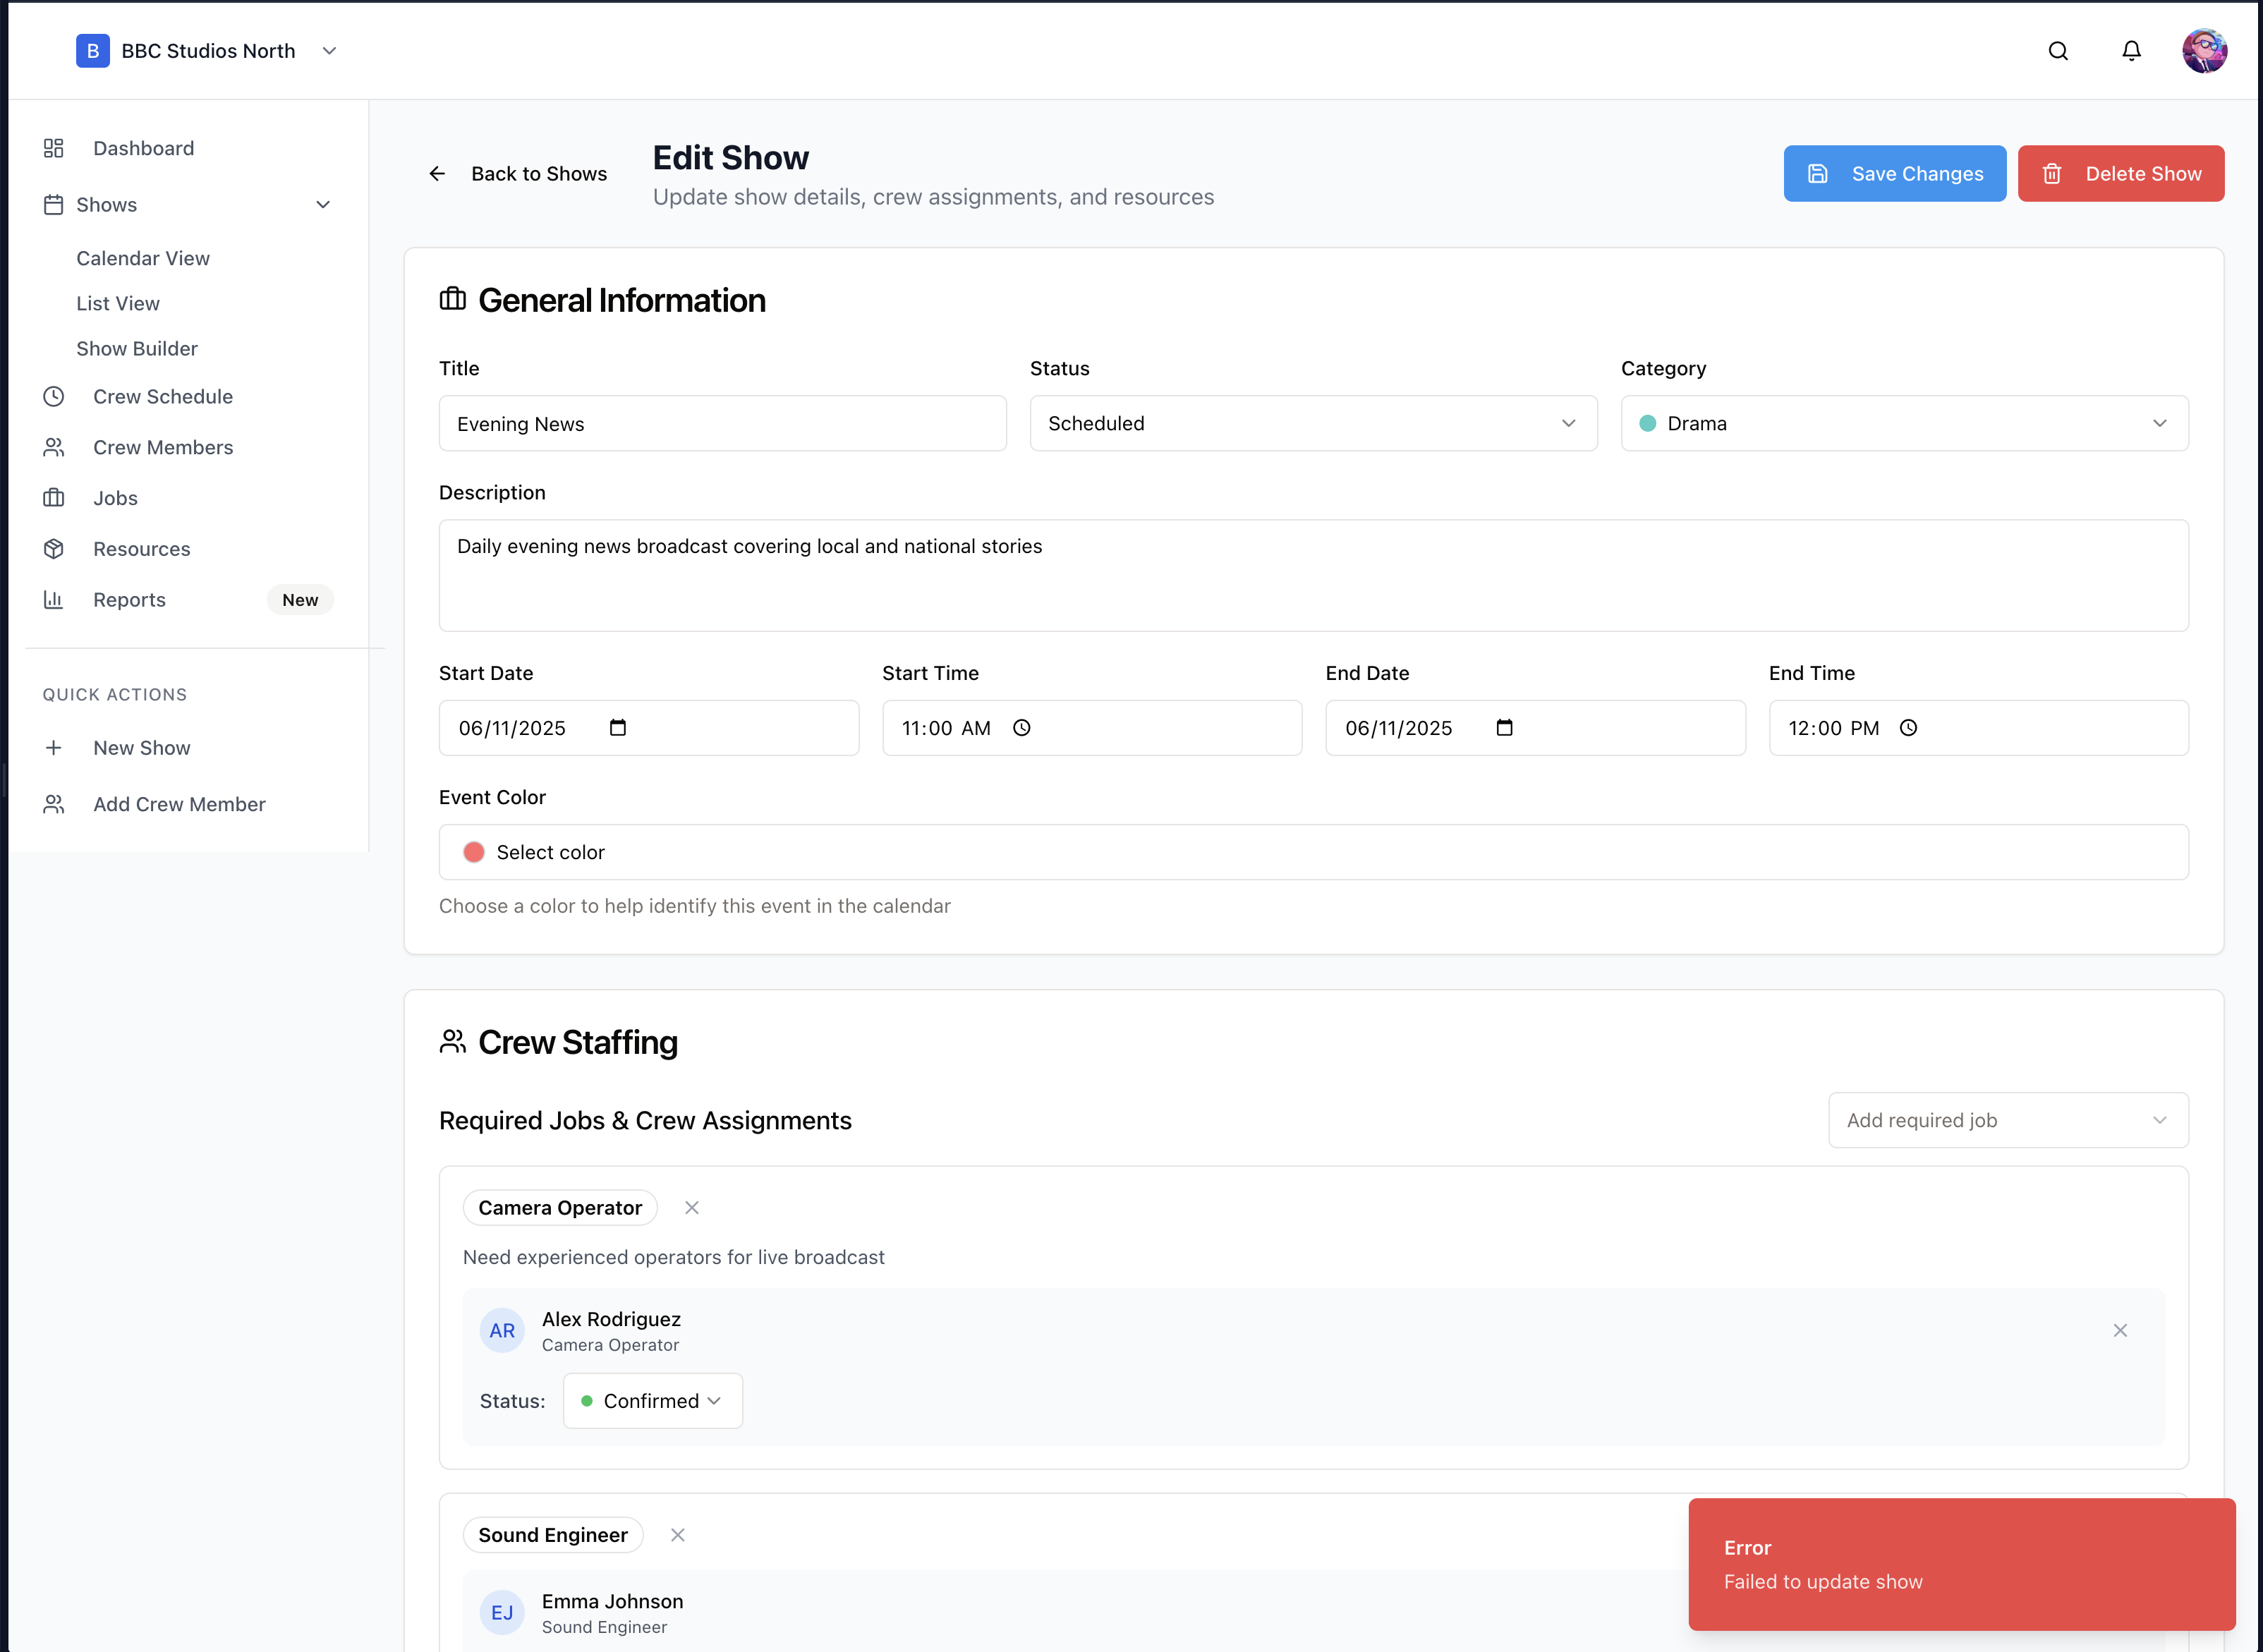 B BBC Studios North
Dashboard
Shows
Calendar View
List View
Show Builder
Crew Schedule
Crew Members
Jobs
Resources
Reports New
QUICK ACTIONS
New Show
Add Crew Member
Back to Shows
Edit Show
Update show details, crew assignments, and resources
Save Changes
Delete Show
General Information
Title
Evening News
Status
Scheduled
Category
Drama
Description
Daily evening news broadcast covering local and national stories
Start Date
06/11/2025
Start Time
11:00 AM
End Date
06/11/2025
End Time
12:00 PM
Event Color
Select color
Choose a color to help identify this event in the calendar
Crew Staffing
Required Jobs & Crew Assignments
Add required job
Camera Operator
Need experienced operators for live broadcast
AR
Alex Rodriguez
Camera Operator
Status: Confirmed
Sound Engineer
EJ
Emma Johnson
Sound Engineer
Error
Failed to update show